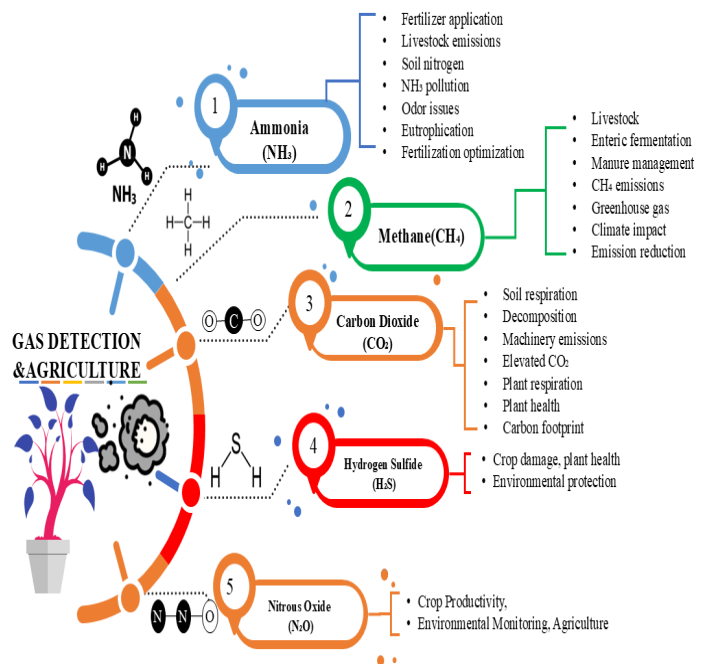 GAS DETECTION
&AGRICULTURE
1
Ammonia
(NH₃)
• Fertilizer application
• Livestock emissions
• Soil nitrogen
• NH₃ pollution
• Odor issues
• Eutrophication
• Fertilization optimization
H
N
H
H
NH₃
2
Methane(CH₄)
• Livestock
• Enteric fermentation
• Manure management
• CH₄ emissions
• Greenhouse gas
• Climate impact
• Emission reduction
H
H C H
H
3
Carbon Dioxide
(CO₂)
• Soil respiration
• Decomposition
• Machinery emissions
• Elevated CO₂
• Plant respiration
• Plant health
• Carbon footprint
O C O
4
Hydrogen Sulfide
(H₂S)
• Crop damage, plant health
• Environmental protection
S
H H
5
Nitrous Oxide
(N₂O)
• Crop Productivity,
• Environmental Monitoring, Agriculture
N N O